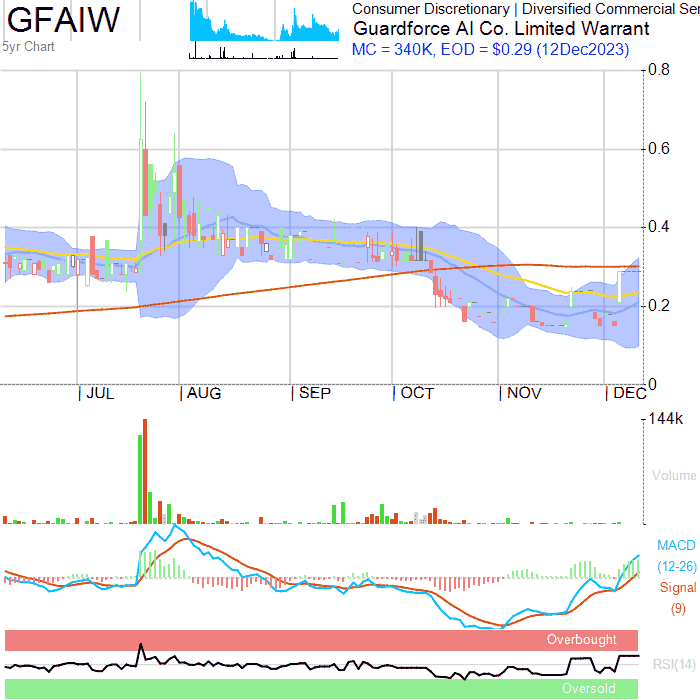 GFAIW
5yr Chart
Consumer Discretionary | Diversified Commercial Ser
Guardforce AI Co. Limited Warrant
MC = 340K, EOD = $0.29 (12Dec2023)
0.8
0.6
0.4
0.2
0
JUL AUG SEP OCT NOV DEC
144k
Volume
MACD
(12-26)
Signal
(9)
Overbought
RSI(14)
Oversold